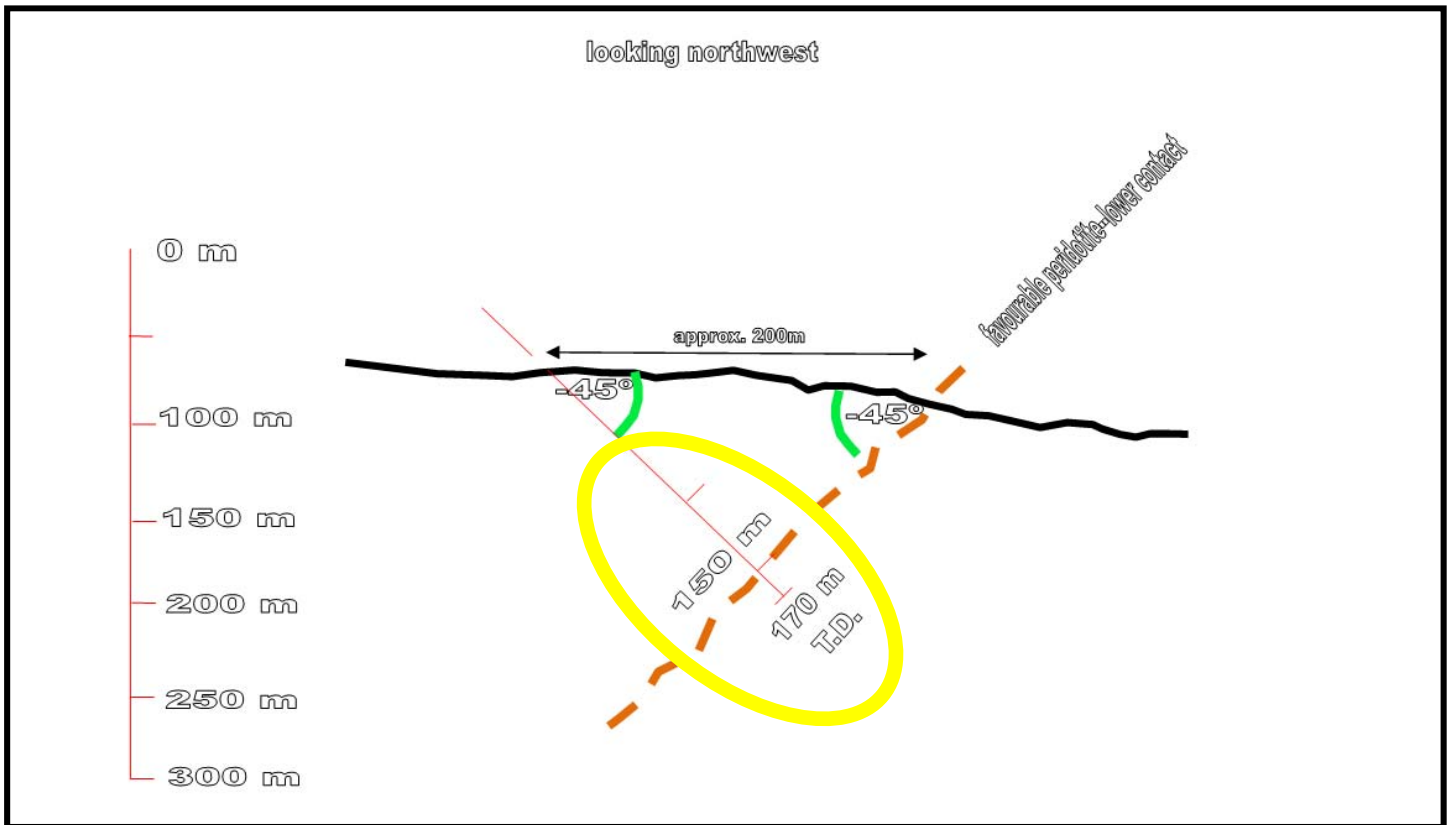 looking northwest
favourable peridotite--lower contact
0 m
approx. 200m
-45°
-45°
100 m
150 m
150 m
200 m
170 m
T.D.
250 m
300 m